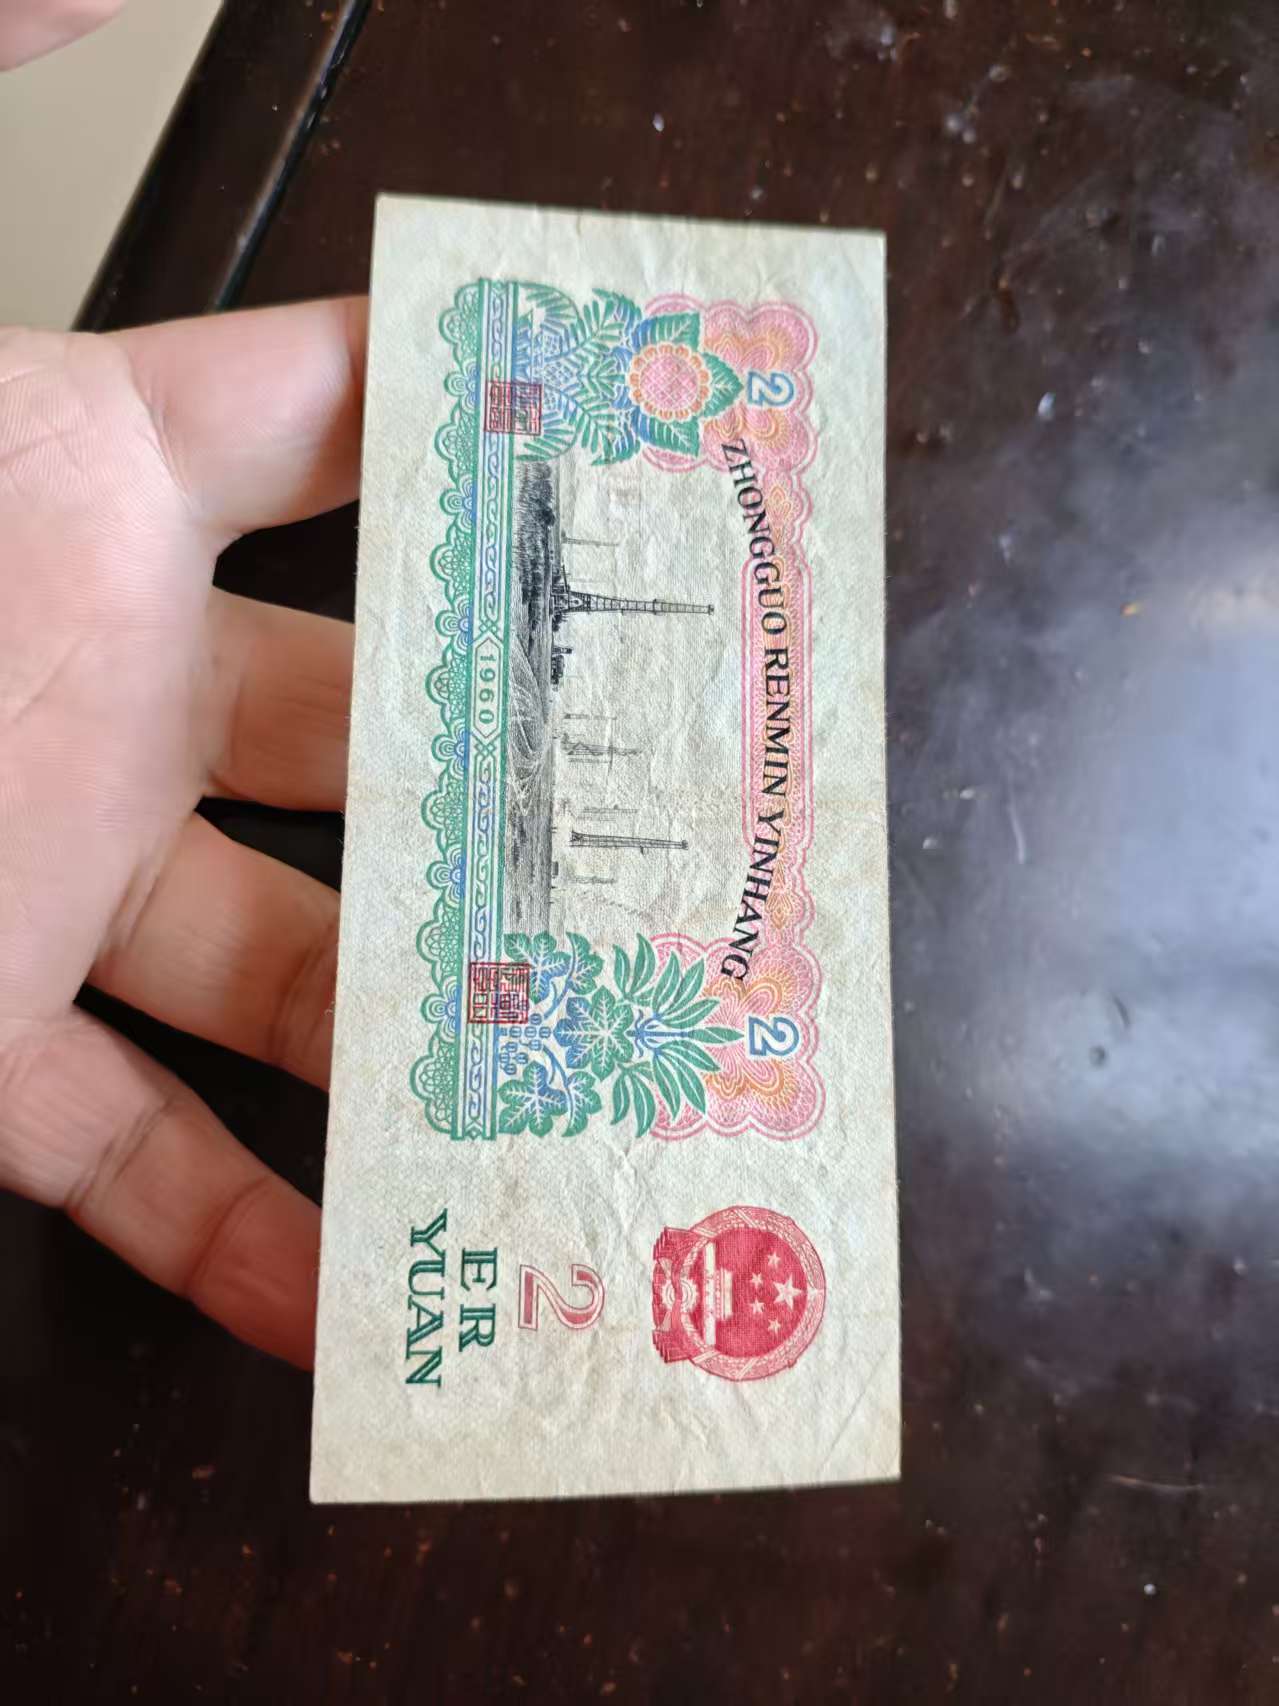 ZHONGGUO RENMIN YINHANG
2
2
1960
2
ER
YUAN